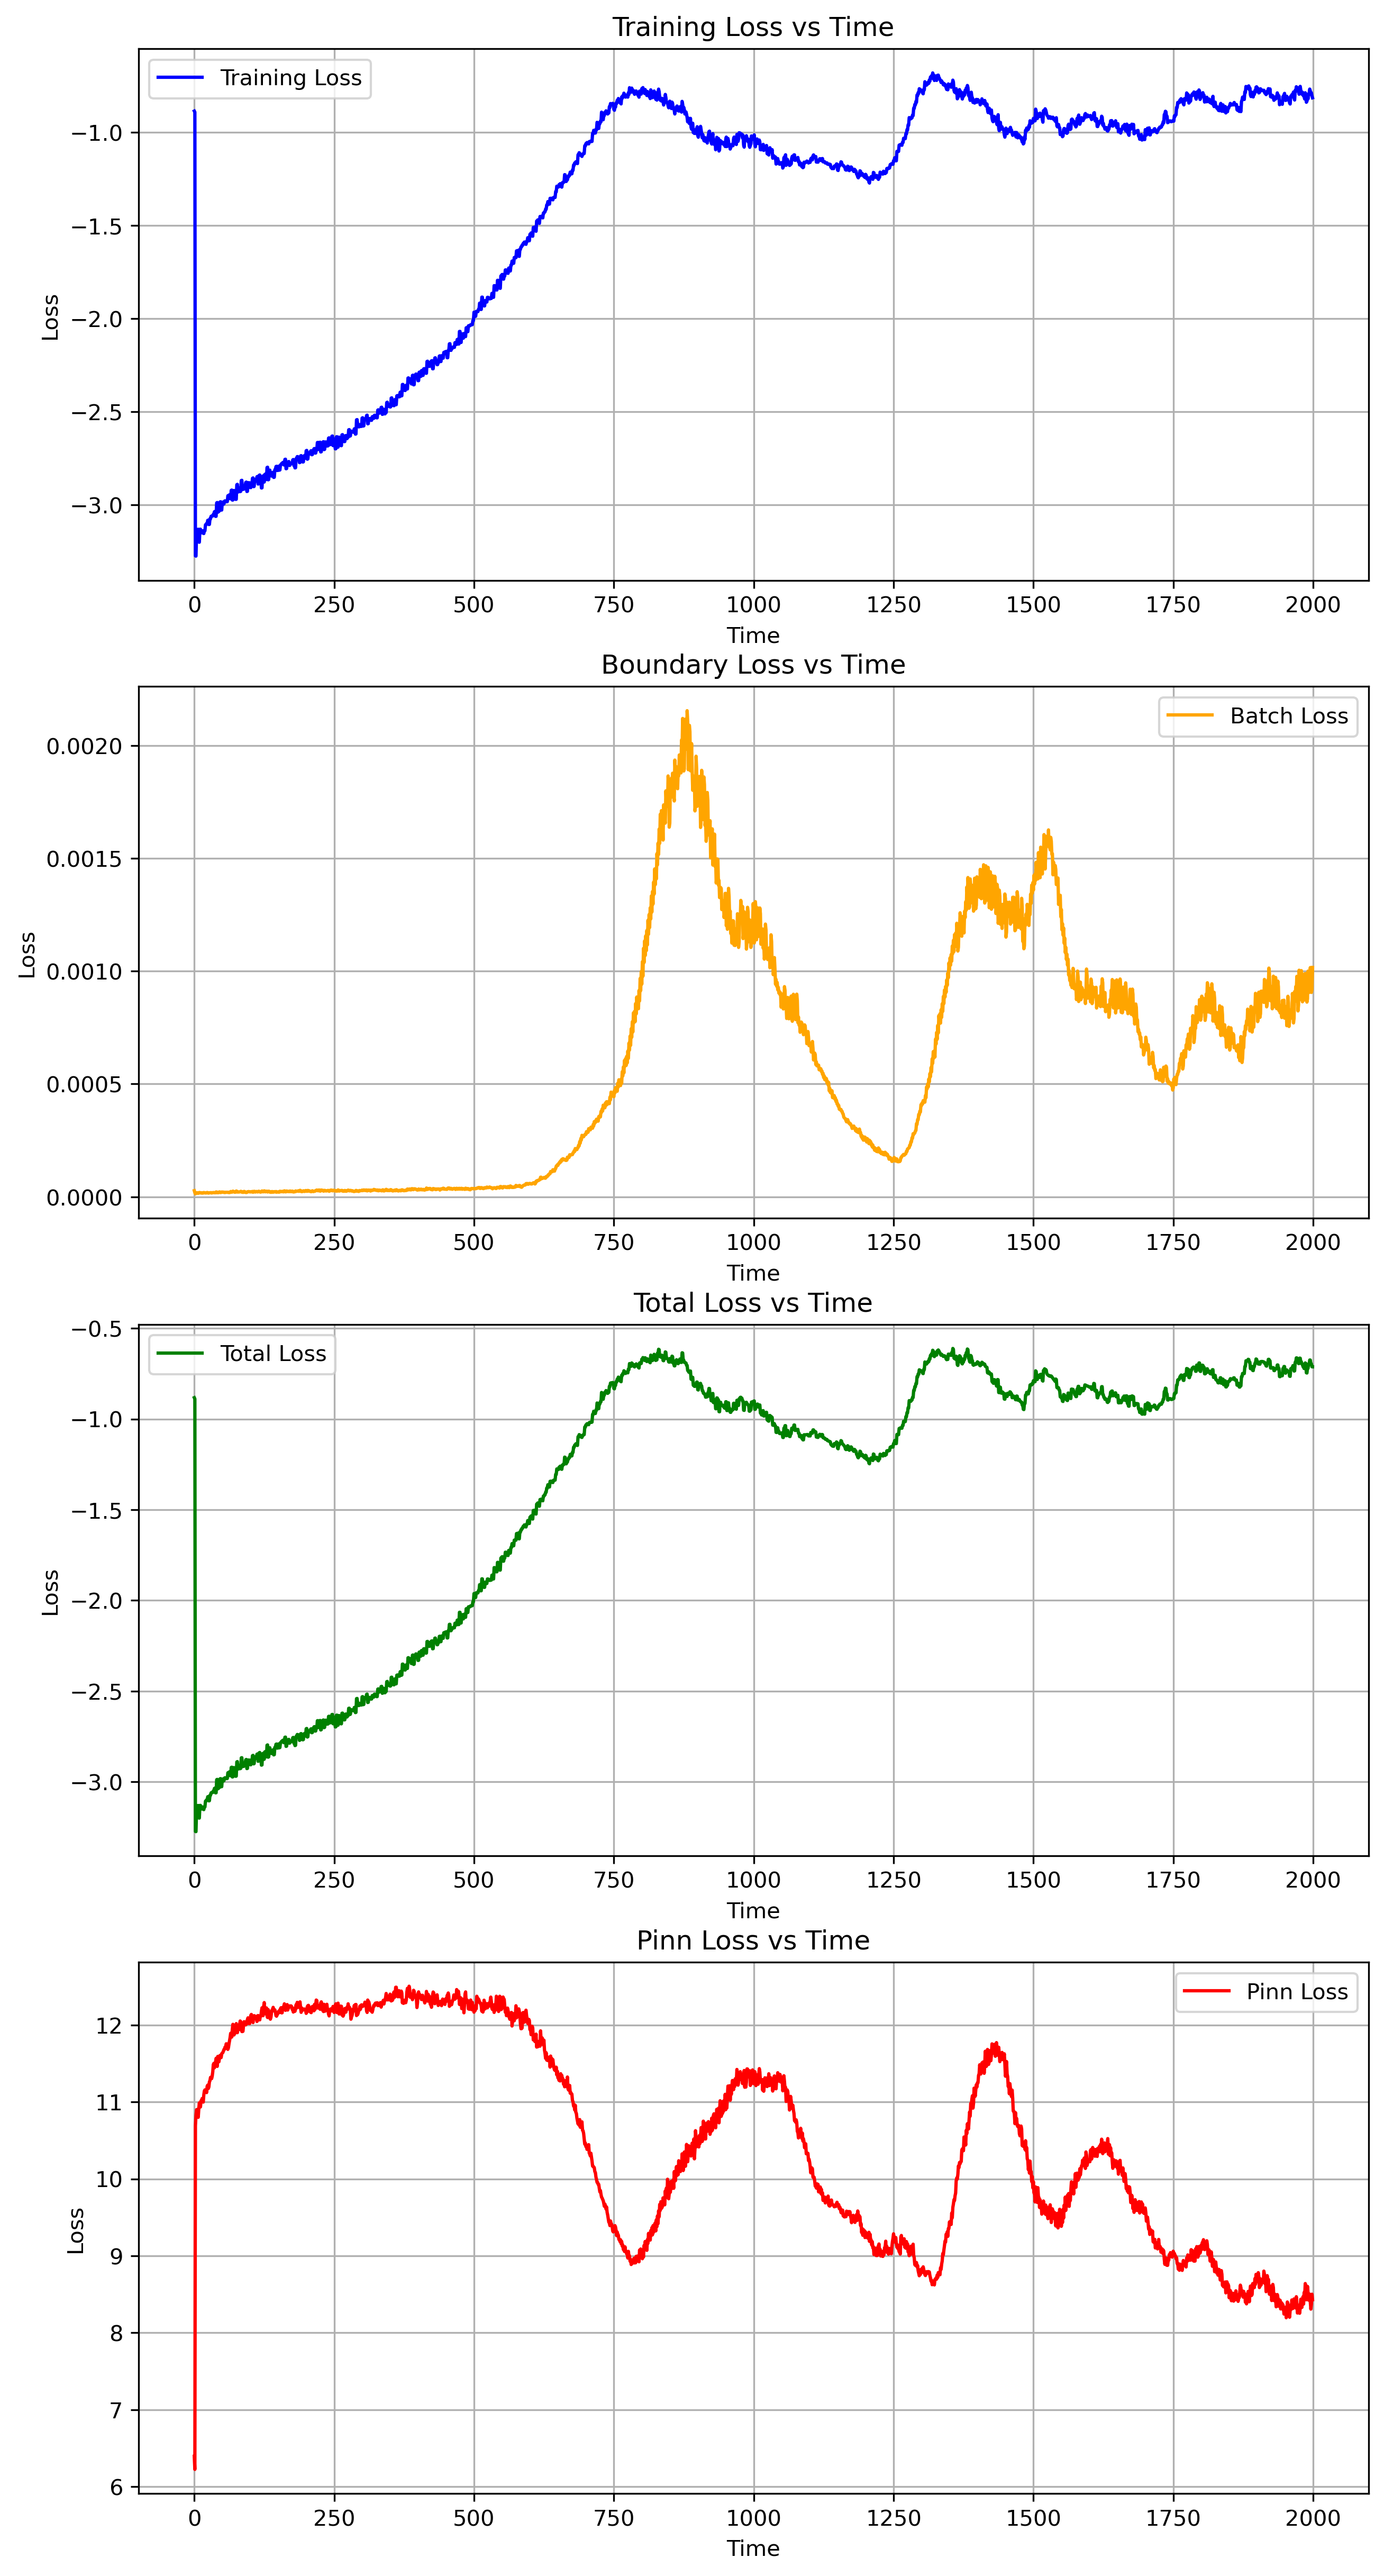 Training Loss vs Time
Training Loss
Loss
−1.0
−1.5
−2.0
−2.5
−3.0
0 250 500 750 1000 1250 1500 1750 2000
Time
Boundary Loss vs Time
Batch Loss
Loss
0.0020
0.0015
0.0010
0.0005
0.0000
0 250 500 750 1000 1250 1500 1750 2000
Time
Total Loss vs Time
Total Loss
Loss
−0.5
−1.0
−1.5
−2.0
−2.5
−3.0
0 250 500 750 1000 1250 1500 1750 2000
Time
Pinn Loss vs Time
Pinn Loss
Loss
12
11
10
9
8
7
6
0 250 500 750 1000 1250 1500 1750 2000
Time